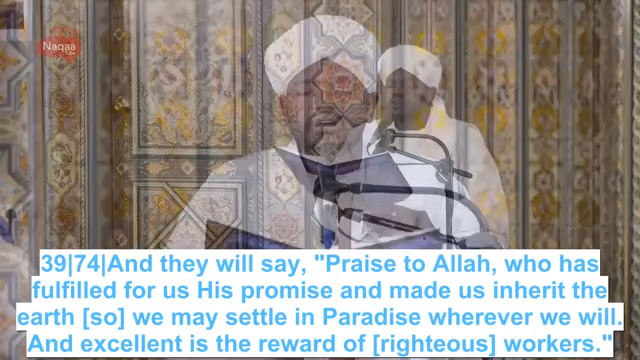 Naqaa
39|74|And they will say, "Praise to Allah, who has
fulfilled for us His promise and made us inherit the
earth [so] we may settle in Paradise wherever we will.
And excellent is the reward of [righteous] workers."